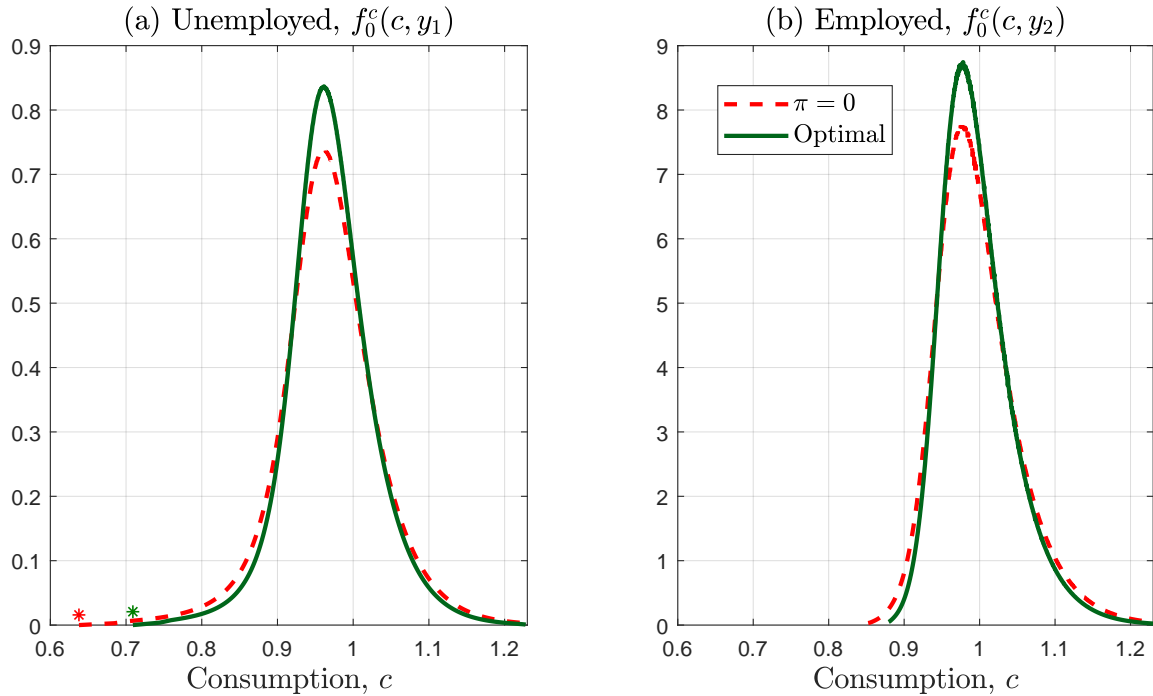 (a) Unemployed, $f_0^c(c, y_1)$
0.9
0.8
0.7
0.6
0.5
0.4
0.3
0.2
0.1
0
0.6 0.7 0.8 0.9 1 1.1 1.2
Consumption, $c$
(b) Employed, $f_0^c(c, y_2)$
π = 0
Optimal
9
8
7
6
5
4
3
2
1
0
0.6 0.7 0.8 0.9 1 1.1 1.2
Consumption, $c$